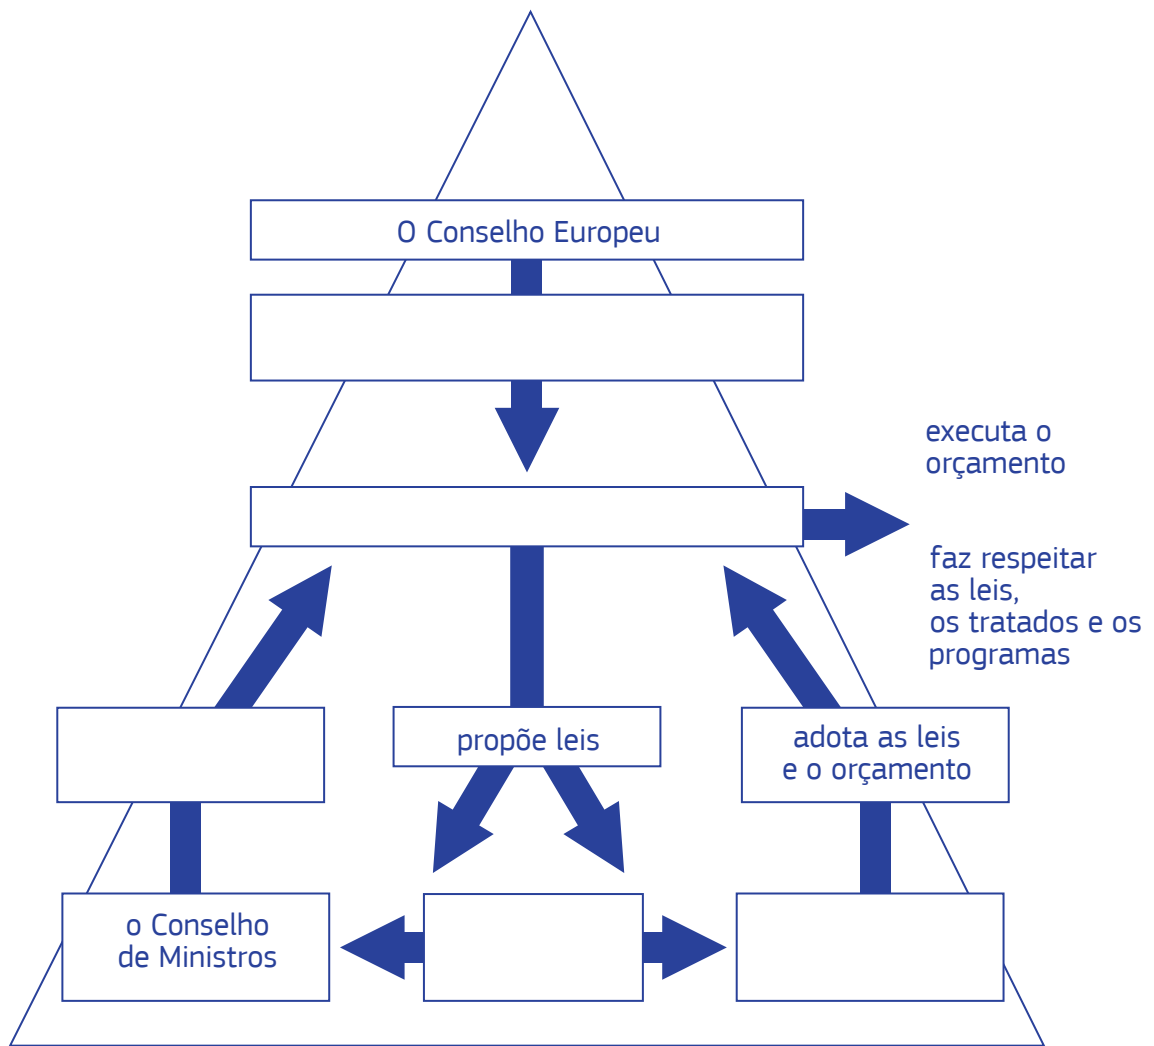 O Conselho Europeu
executa o
orçamento
faz respeitar
as leis,
os tratados e os
programas
propõe leis
adota as leis
e o orçamento
o Conselho
de Ministros